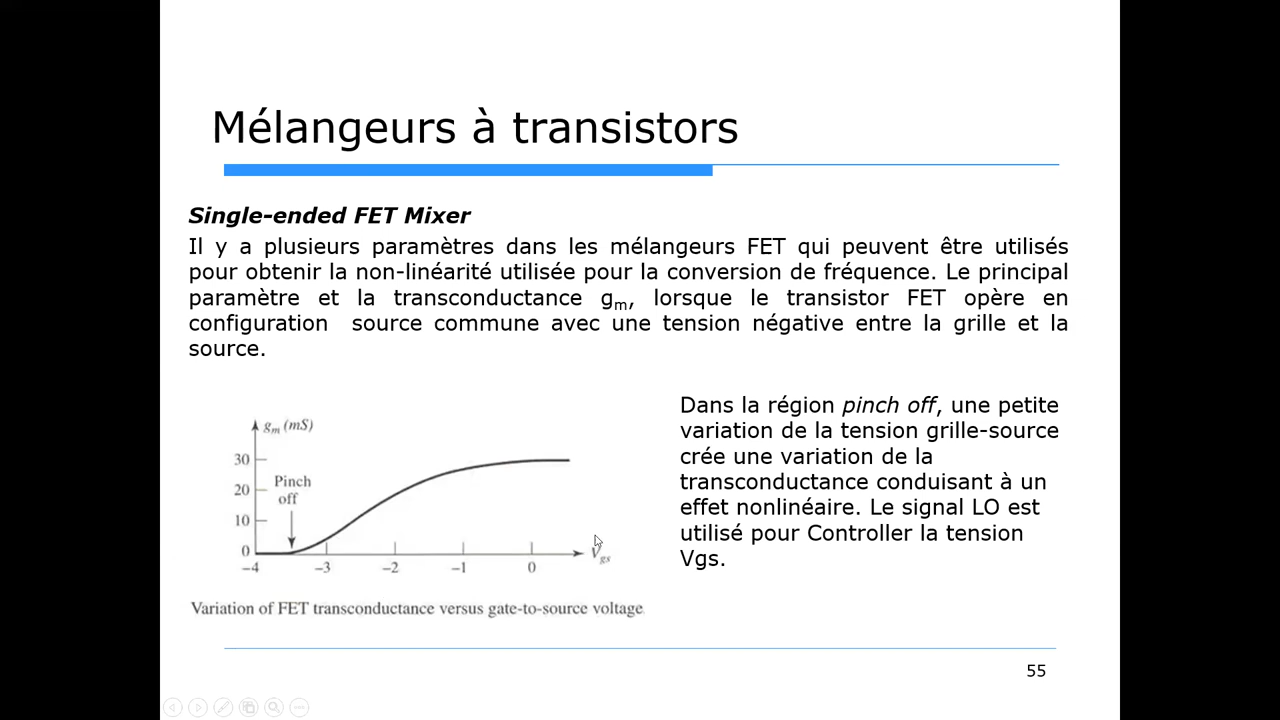 Mélangeurs à transistors
Single-ended FET Mixer
Il y a plusieurs paramètres dans les mélangeurs FET qui peuvent être utilisés
pour obtenir la non-linéarité utilisée pour la conversion de fréquence. Le principal
paramètre et la transconductance gm, lorsque le transistor FET opère en
configuration source commune avec une tension négative entre la grille et la
source.
gm (mS)
30
20
10
0
Pinch
off
-4
-3
-2
-1
0
Vgs
Variation of FET transconductance versus gate-to-source voltage
Dans la région pinch off, une petite
variation de la tension grille-source
crée une variation de la
transconductance conduisant à un
effet nonlinéaire. Le signal LO est
utilisé pour Controller la tension
Vgs.
55